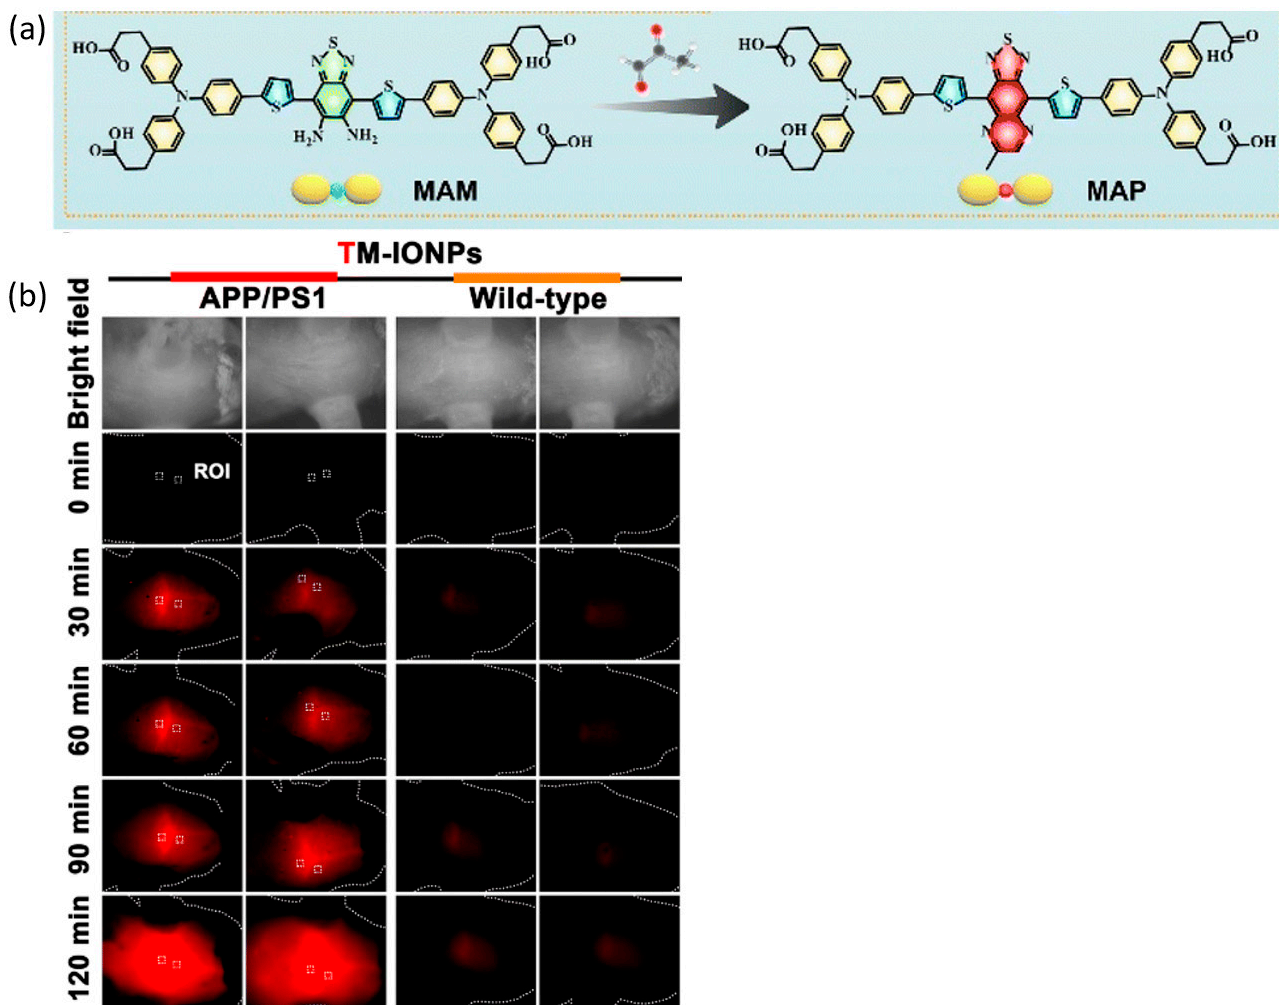 (a)
HO
O
N
S
S
N
N
S
H₂N
NH₂
N
O
HO
OH
O
O
OH
MAM
HO
O
N
S
S
N
N
S
N
N
N
O
HO
OH
O
O
OH
MAP
TM-IONPs
(b)
APP/PS1
Wild-type
Bright field
0 min
ROI
30 min
60 min
90 min
120 min